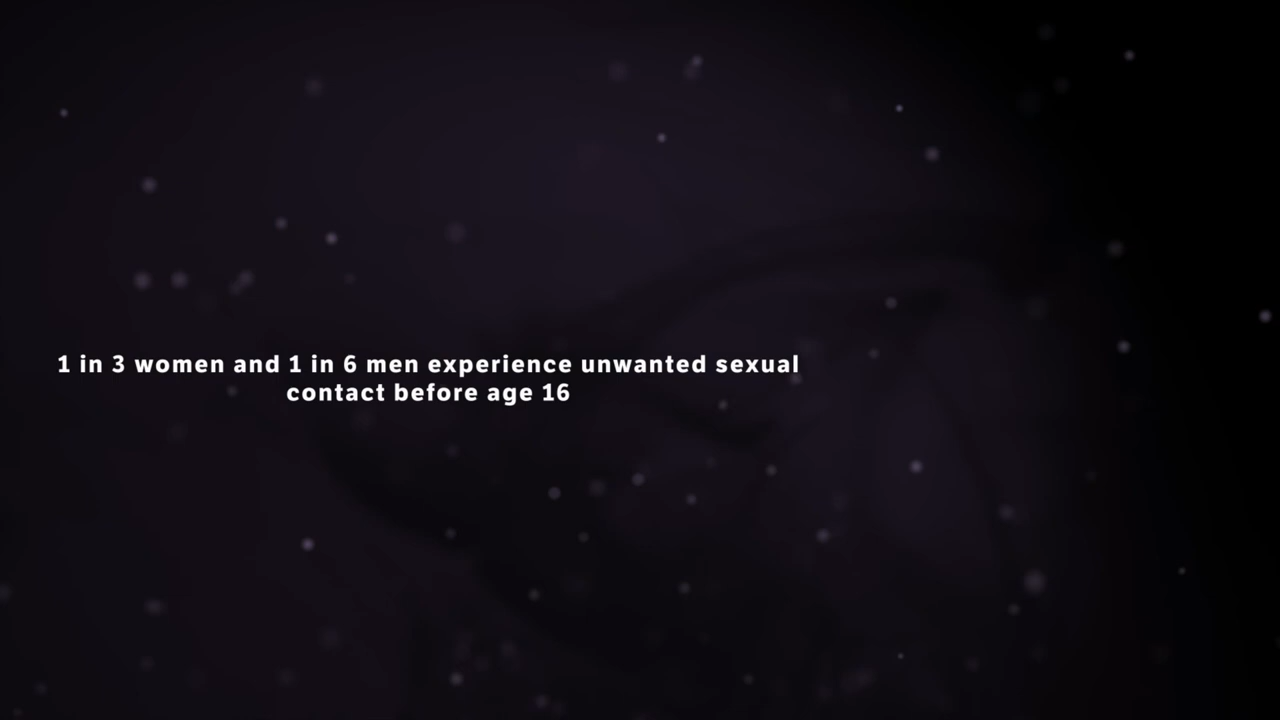 1 in 3 women and 1 in 6 men experience unwanted sexual
contact before age 16